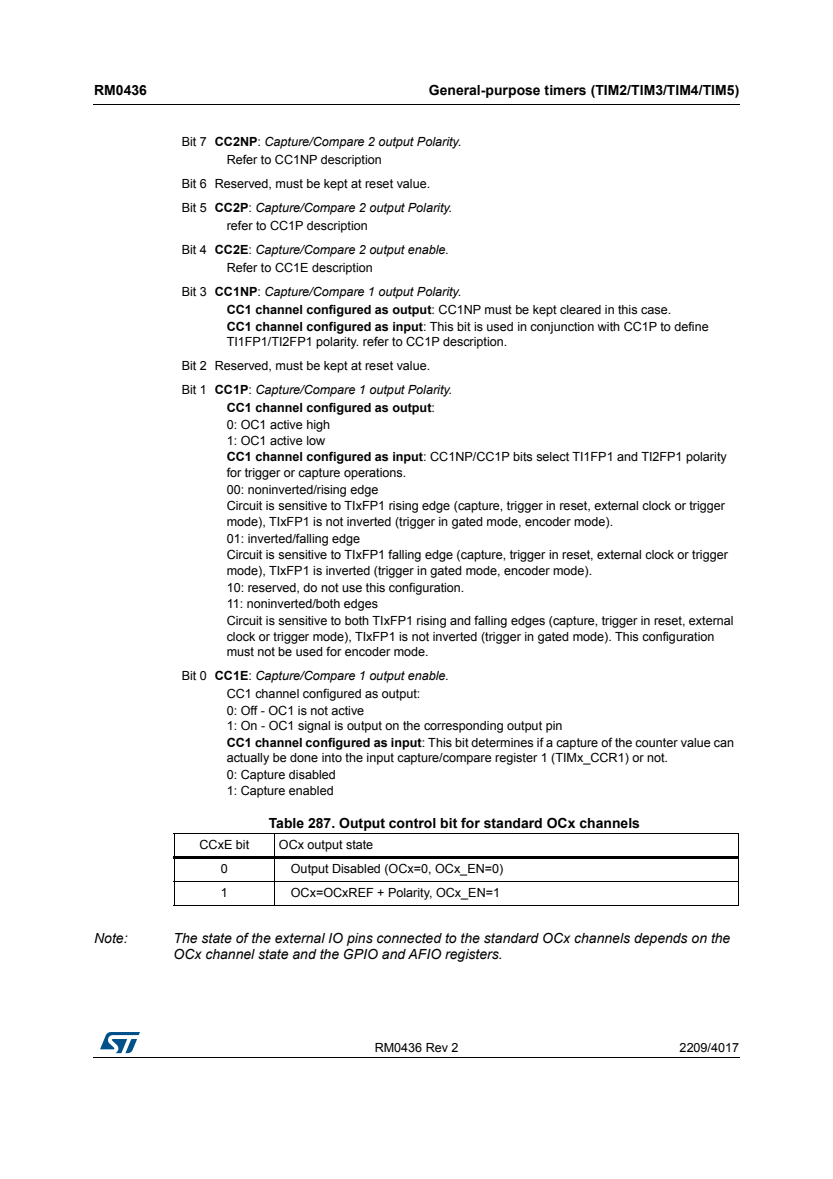 RM0436
General-purpose timers (TIM2/TIM3/TIM4/TIM5)
Bit 7 CC2NP: Capture/Compare 2 output Polarity.
Refer to CC1NP description
Bit 6 Reserved, must be kept at reset value.
Bit 5 CC2P: Capture/Compare 2 output Polarity.
refer to CC1P description
Bit 4 CC2E: Capture/Compare 2 output enable.
Refer to CC1E description
Bit 3 CC1NP: Capture/Compare 1 output Polarity.
CC1 channel configured as output: CC1NP must be kept cleared in this case.
CC1 channel configured as input: This bit is used in conjunction with CC1P to define
TI1FP1/TI2FP1 polarity. refer to CC1P description.
Bit 2 Reserved, must be kept at reset value.
Bit 1 CC1P: Capture/Compare 1 output Polarity.
CC1 channel configured as output:
0: OC1 active high
1: OC1 active low
CC1 channel configured as input: CC1NP/CC1P bits select TI1FP1 and TI2FP1 polarity
for trigger or capture operations.
00: noninverted/rising edge
Circuit is sensitive to TIxFP1 rising edge (capture, trigger in reset, external clock or trigger
mode), TIxFP1 is not inverted (trigger in gated mode, encoder mode).
01: inverted/falling edge
Circuit is sensitive to TIxFP1 falling edge (capture, trigger in reset, external clock or trigger
mode), TIxFP1 is inverted (trigger in gated mode, encoder mode).
10: reserved, do not use this configuration.
11: noninverted/both edges
Circuit is sensitive to both TIxFP1 rising and falling edges (capture, trigger in reset, external
clock or trigger mode), TIxFP1 is not inverted (trigger in gated mode). This configuration
must not be used for encoder mode.
Bit 0 CC1E: Capture/Compare 1 output enable.
CC1 channel configured as output:
0: Off - OC1 is not active
1: On - OC1 signal is output on the corresponding output pin
CC1 channel configured as input: This bit determines if a capture of the counter value can
actually be done into the input capture/compare register 1 (TIMx_CCR1) or not.
0: Capture disabled
1: Capture enabled
Table 287. Output control bit for standard OCx channels
CCxE bit OCx output state
0 Output Disabled (OCx=0, OCx_EN=0)
1 OCx=OCxREF + Polarity, OCx_EN=1
Note: The state of the external IO pins connected to the standard OCx channels depends on the
OCx channel state and the GPIO and AFIO registers.
ST RM0436 Rev 2 2209/4017